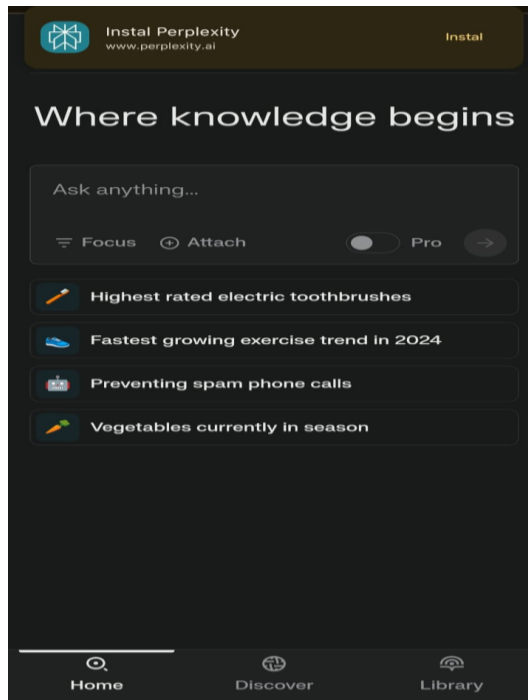 Instal Perplexity
www.perplexity.ai
Instal
Where knowledge begins
Ask anything...
Focus Attach Pro
Highest rated electric toothbrushes
Fastest growing exercise trend in 2024
Preventing spam phone calls
Vegetables currently in season
Home Discover Library